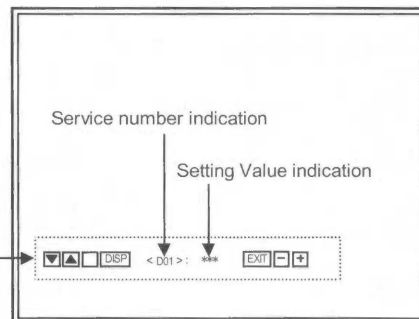 Service number indication
Setting Value indication
▼ ▲ DISP < D01 > : *** EXIT - +